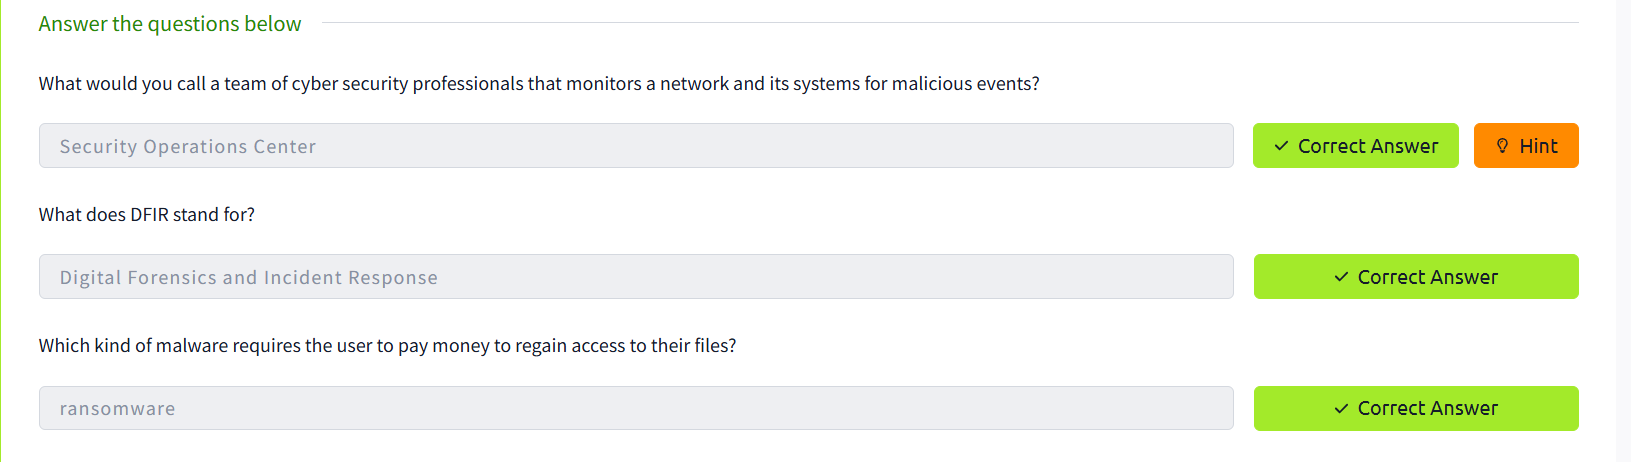 Answer the questions below
What would you call a team of cyber security professionals that monitors a network and its systems for malicious events?
Security Operations Center
Correct Answer
Hint
What does DFIR stand for?
Digital Forensics and Incident Response
Correct Answer
Which kind of malware requires the user to pay money to regain access to their files?
ransomware
Correct Answer